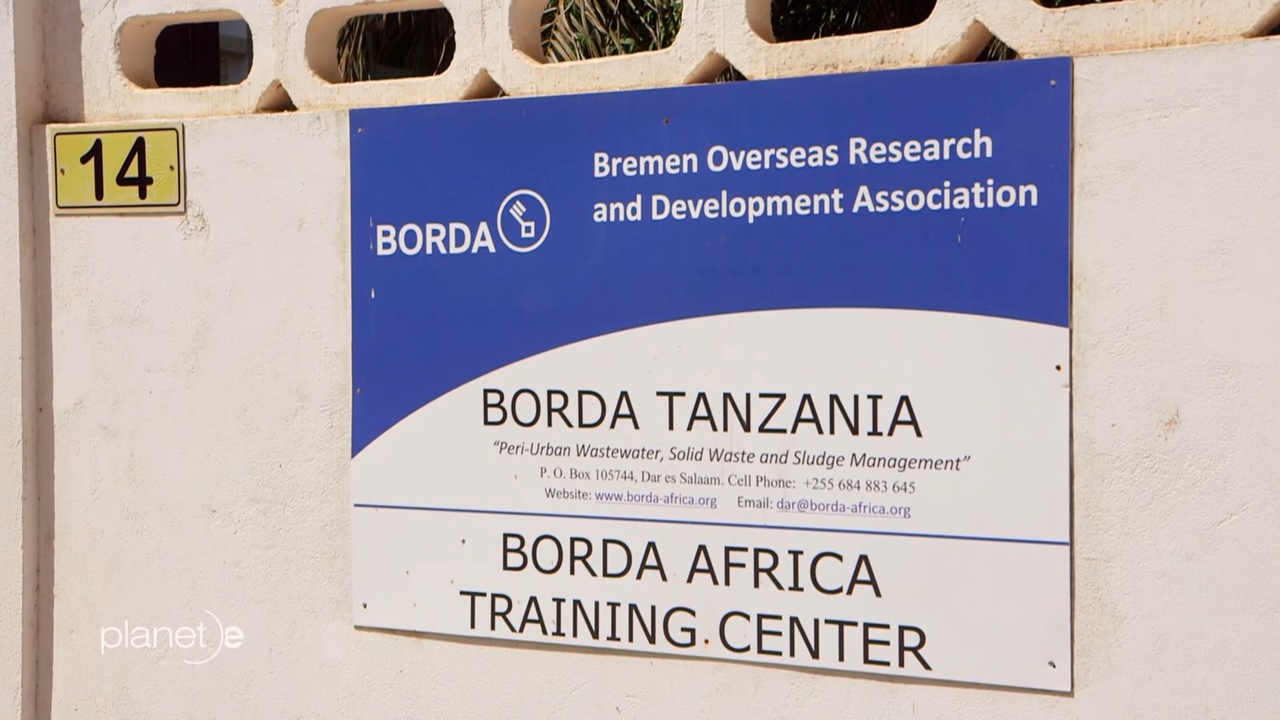 14
Bremen Overseas Research
and Development Association
BORDA
BORDA TANZANIA
“Peri-Urban Wastewater, Solid Waste and Sludge Management”
P. O. Box 105744, Dar es Salaam. Cell Phone: +255 684 883 645
Website: www.borda-africa.org Email: dar@borda-africa.org
BORDA AFRICA
TRAINING CENTER
planet e